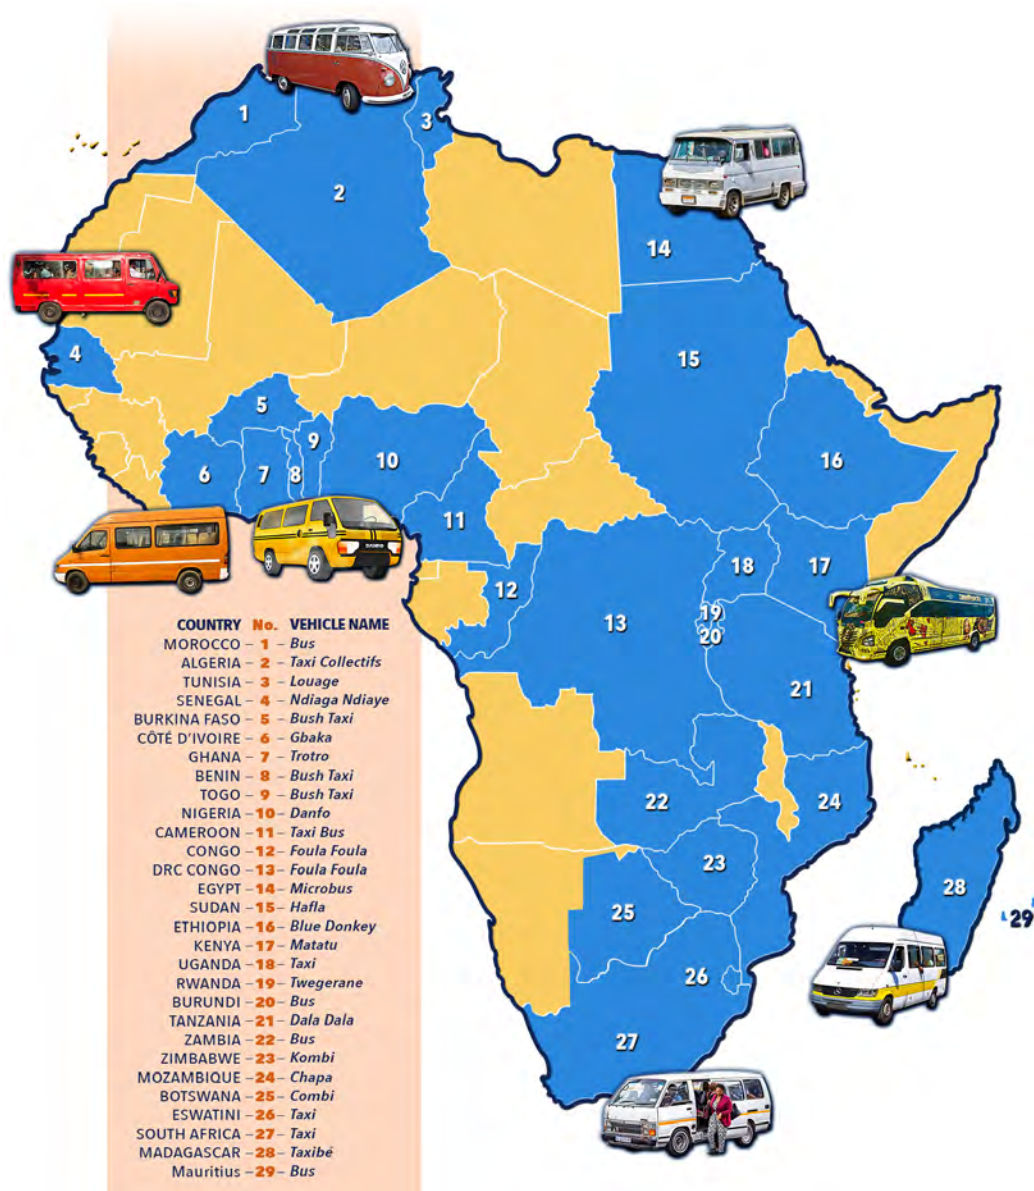 1
2
3
4
5
6
7
8
9
10
11
12
13
14
15
16
17
18
19
20
21
22
23
24
25
26
27
28
29
COUNTRY No. VEHICLE NAME
MOROCCO – 1 – Bus
ALGERIA – 2 – Taxi Collectifs
TUNISIA – 3 – Louage
SENEGAL – 4 – Ndiaga Ndiaye
BURKINA FASO – 5 – Bush Taxi
CÔTÉ D'IVOIRE – 6 – Gbaka
GHANA – 7 – Trotro
BENIN – 8 – Bush Taxi
TOGO – 9 – Bush Taxi
NIGERIA – 10 – Danfo
CAMEROON – 11 – Taxi Bus
CONGO – 12 – Foula Foula
DRC CONGO – 13 – Foula Foula
EGYPT – 14 – Microbus
SUDAN – 15 – Hafla
ETHIOPIA – 16 – Blue Donkey
KENYA – 17 – Matatu
UGANDA – 18 – Taxi
RWANDA – 19 – Twegerane
BURUNDI – 20 – Bus
TANZANIA – 21 – Dala Dala
ZAMBIA – 22 – Bus
ZIMBABWE – 23 – Kombi
MOZAMBIQUE – 24 – Chapa
BOTSWANA – 25 – Combi
ESWATINI – 26 – Taxi
SOUTH AFRICA – 27 – Taxi
MADAGASCAR – 28 – Taxibé
Mauritius – 29 – Bus